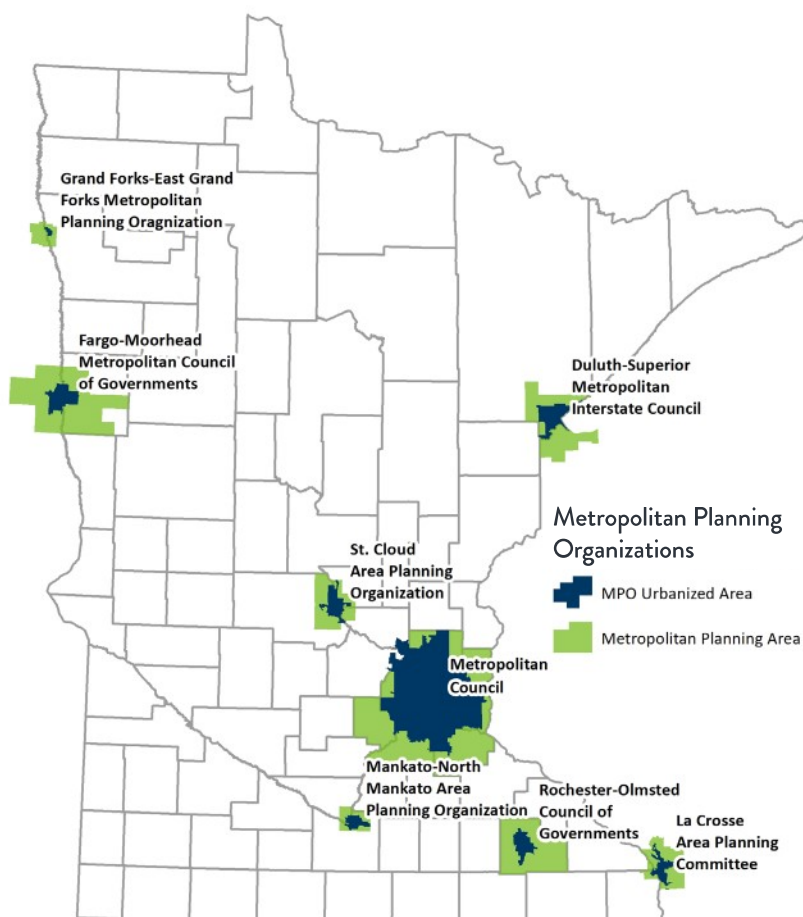 Grand Forks-East Grand
Forks Metropolitan
Planning Oragnization
Fargo-Moorhead
Metropolitan Council
of Governments
Duluth-Superior
Metropolitan
Interstate Council
Metropolitan Planning
Organizations
MPO Urbanized Area
Metropolitan Planning Area
St. Cloud
Area Planning
Organization
Metropolitan
Council
Mankato-North
Mankato Area
Planning Organization
Rochester-Olmsted
Council of
Governments
La Crosse
Area Planning
Committee